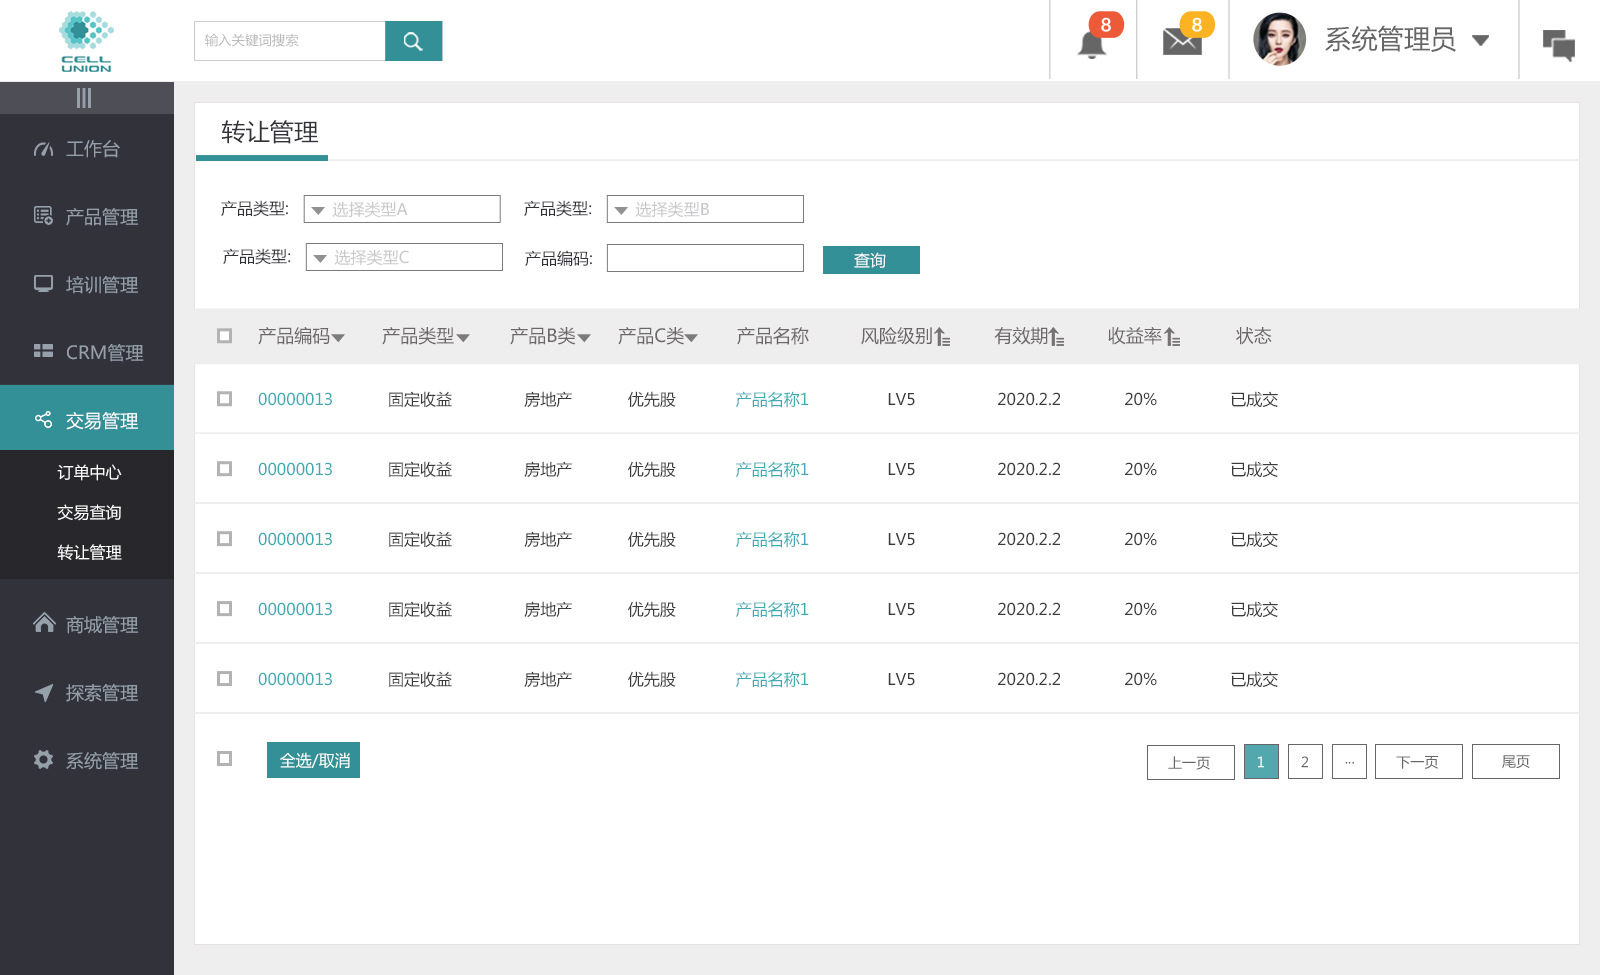 CELL
UNION
输入关键词搜索
8
8
系统管理员
工作台
产品管理
培训管理
CRM管理
交易管理
订单中心
交易查询
转让管理
商城管理
探索管理
系统管理
转让管理
产品类型: 选择类型A 产品类型: 选择类型B
产品类型: 选择类型C 产品编码: 查询
产品编码 产品类型 产品B类 产品C类 产品名称 风险级别 有效期 收益率 状态
00000013 固定收益 房地产 优先股 产品名称1 LV5 2020.2.2 20% 已成交
00000013 固定收益 房地产 优先股 产品名称1 LV5 2020.2.2 20% 已成交
00000013 固定收益 房地产 优先股 产品名称1 LV5 2020.2.2 20% 已成交
00000013 固定收益 房地产 优先股 产品名称1 LV5 2020.2.2 20% 已成交
00000013 固定收益 房地产 优先股 产品名称1 LV5 2020.2.2 20% 已成交
全选/取消 上一页 1 2 ... 下一页 尾页